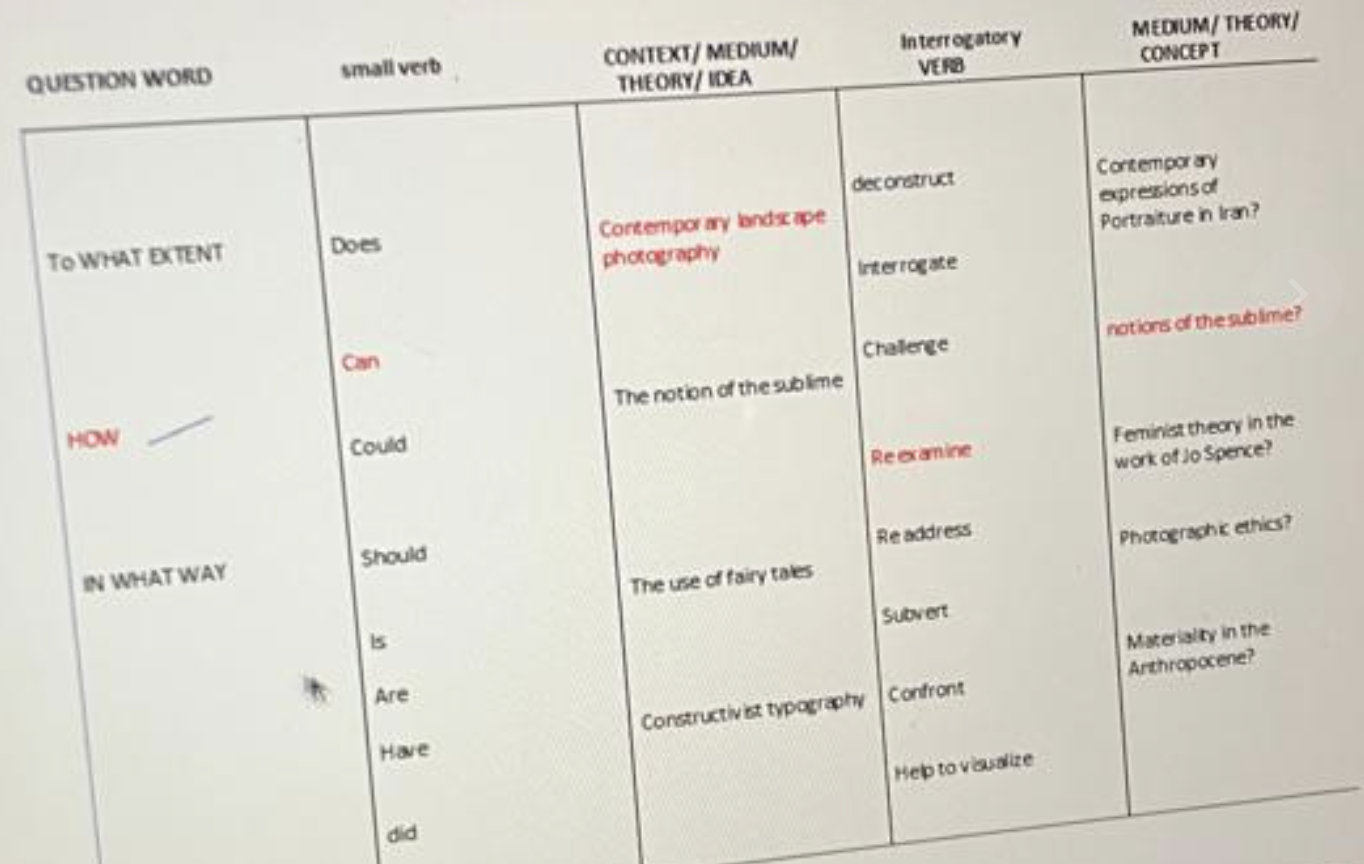 QUESTION WORD
small verb
CONTEXT/ MEDIUM/
THEORY/ IDEA
Interrogatory
VERB
MEDIUM/ THEORY/
CONCEPT
To WHAT EXTENT
HOW
IN WHAT WAY
Does
Can
Could
Should
Is
Are
Have
did
Contemporary landscape
photography
The notion of the sublime
The use of fairy tales
Constructivist typography
deconstruct
Interrogate
Challenge
Reexamine
Readdress
Subvert
Confront
Help to visualize
Contemporary
expressions of
Portraiture in Iran?
notions of the sublime?
Feminist theory in the
work of Jo Spence?
Photographic ethics?
Materiality in the
Anthropocene?